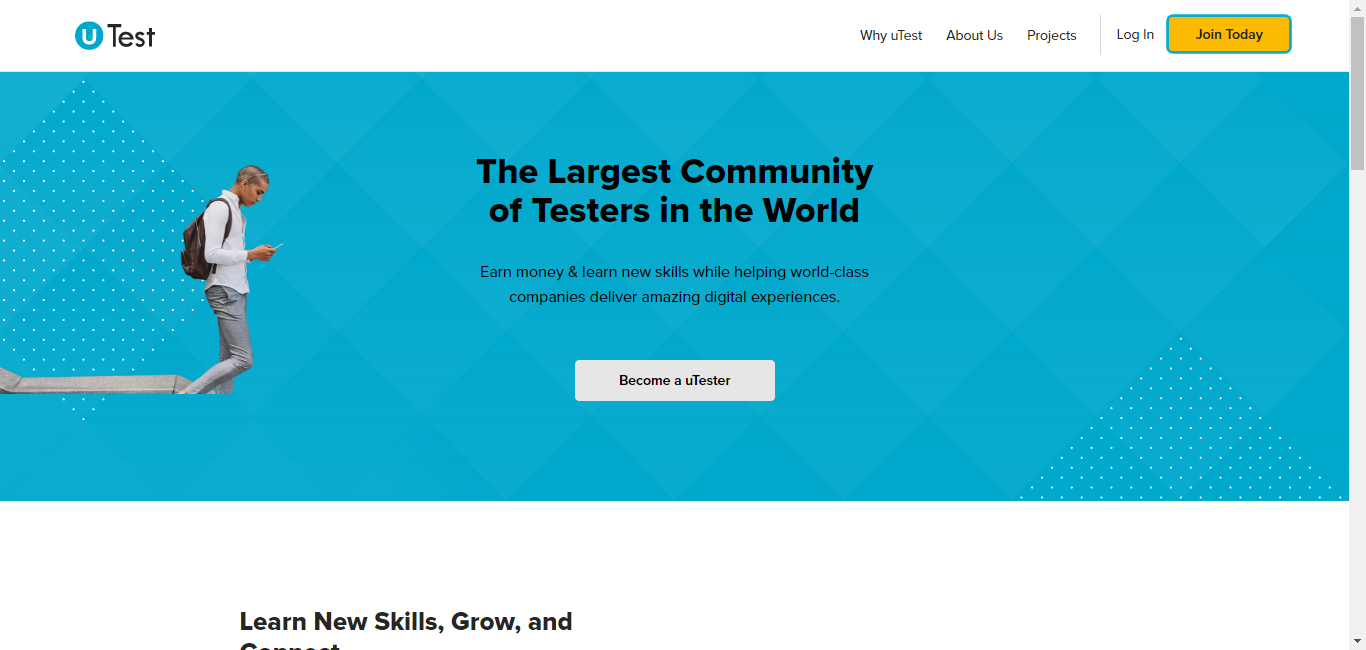 uTest
Why uTest
About Us
Projects
Log In
Join Today
The Largest Community
of Testers in the World
Earn money & learn new skills while helping world-class
companies deliver amazing digital experiences.
Become a uTester
Learn New Skills, Grow, and
Connect